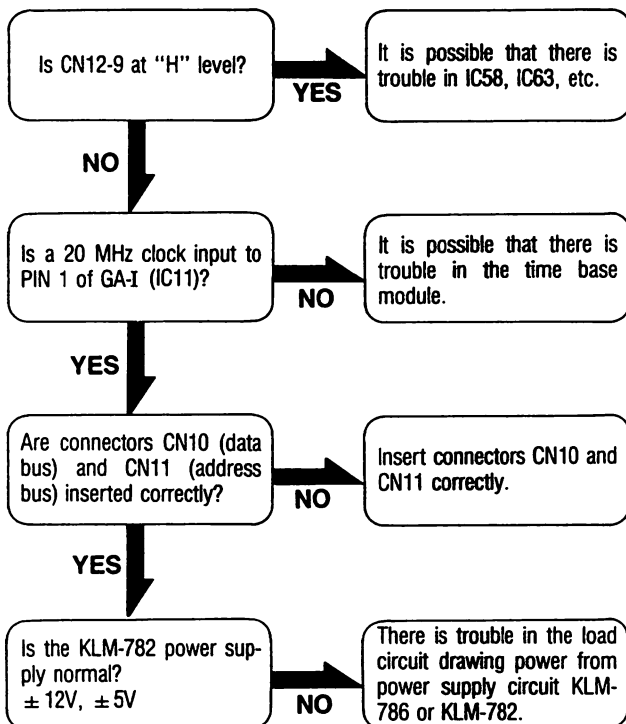 Is CN12-9 at "H" level?
YES
It is possible that there is
trouble in IC58, IC63, etc.
NO
Is a 20 MHz clock input to
PIN 1 of GA-I (IC11)?
NO
It is possible that there is
trouble in the time base
module.
YES
Are connectors CN10 (data
bus) and CN11 (address
bus) inserted correctly?
NO
Insert connectors CN10 and
CN11 correctly.
YES
Is the KLM-782 power sup-
ply normal?
± 12V, ± 5V
NO
There is trouble in the load
circuit drawing power from
power supply circuit KLM-
786 or KLM-782.